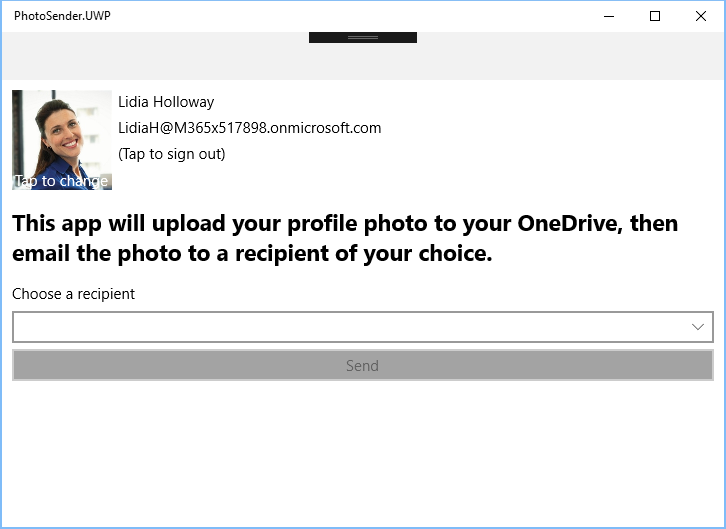 PhotoSender.UWP
Lidia Holloway
LidiaH@M365x517898.onmicrosoft.com
(Tap to sign out)
Tap to change
This app will upload your profile photo to your OneDrive, then
email the photo to a recipient of your choice.
Choose a recipient
Send